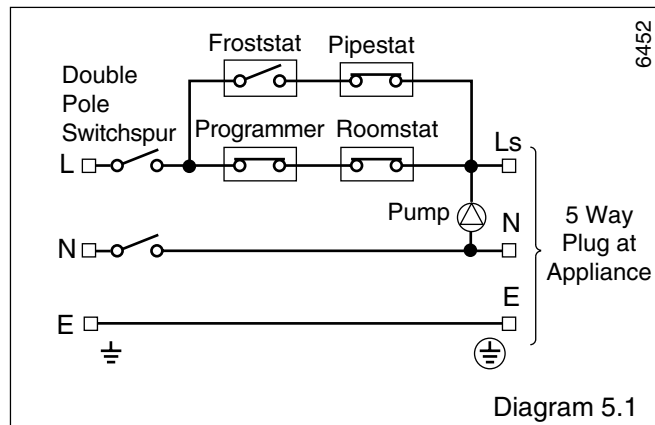 6452
Froststat Pipestat
Double
Pole
Switchspur
Programmer Roomstat
L
Ls
Pump
N
N
5 Way
Plug at
Appliance
E
E
Diagram 5.1